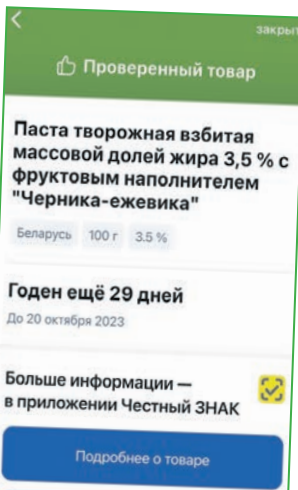 закрыт
Проверенный товар
Паста творожная взбитая
массовой долей жира 3,5 % с
фруктовым наполнителем
"Черника-ежевика"
Беларусь 100 г 3.5 %
Годен ещё 29 дней
До 20 октября 2023
Больше информации —
в приложении Честный ЗНАК
Подробнее о товаре